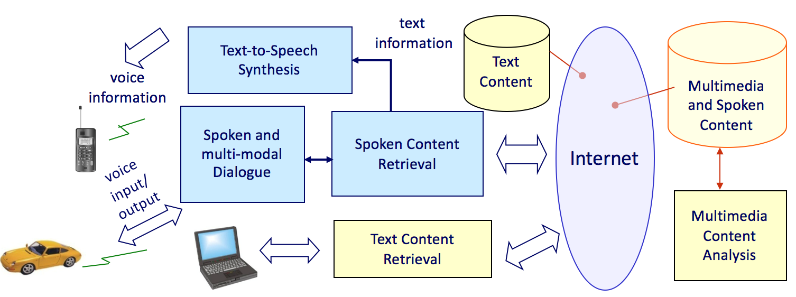 text
information
Text-to-Speech
Synthesis
voice
information
Text
Content
Multimedia
and Spoken
Content
Spoken and
multi-modal
Dialogue
Spoken Content
Retrieval
Internet
voice
input/
output
Text Content
Retrieval
Multimedia
Content
Analysis